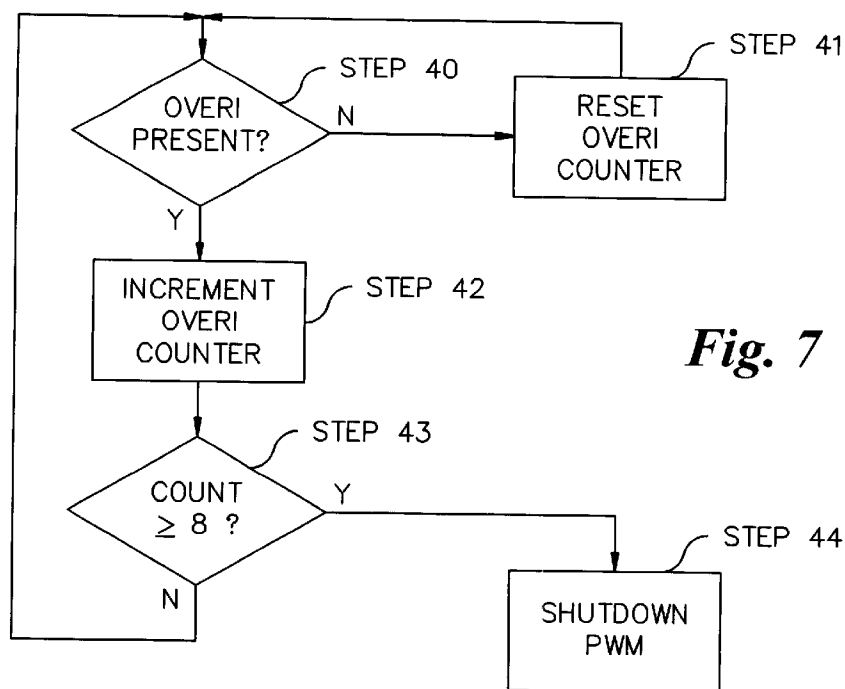 STEP 40
STEP 41
OVERI
PRESENT?
N
RESET
OVERI
COUNTER
Y
INCREMENT
OVERI
COUNTER
STEP 42
Fig. 7
STEP 43
COUNT
≥ 8 ?
Y
N
STEP 44
SHUTDOWN
PWM